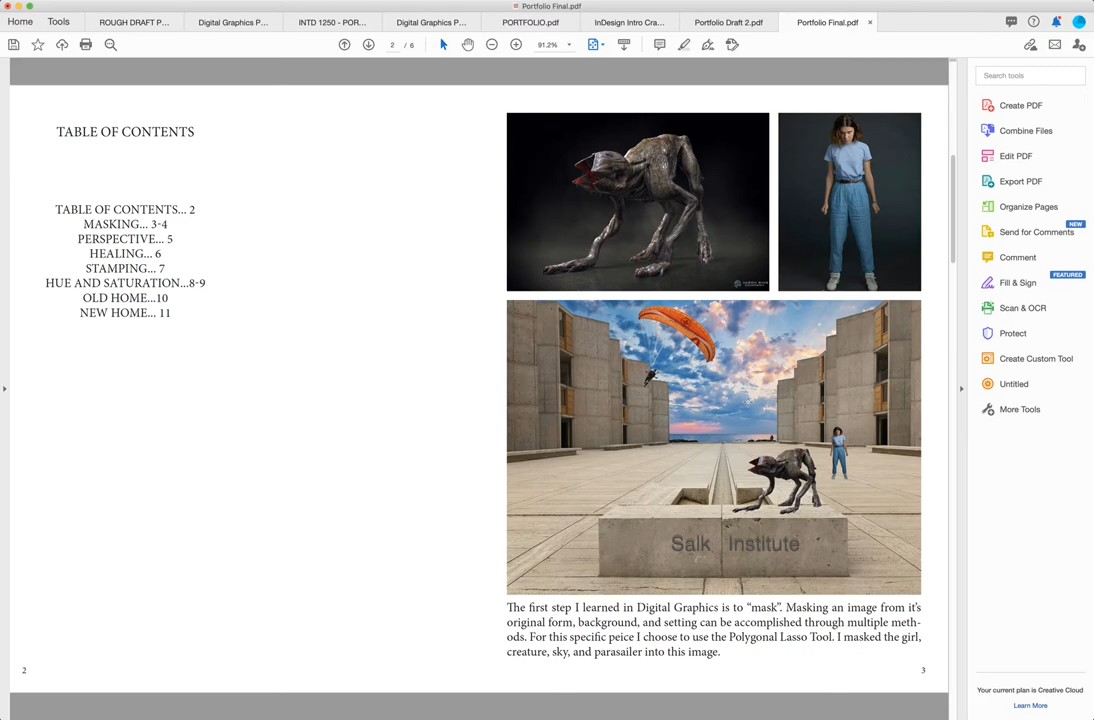 Portfolio Final.pdf
Home
Tools
ROUGH DRAFT P...
Digital Graphics P...
INTD 1250 - POR...
Digital Graphics P...
PORTFOLIO.pdf
InDesign Intro Cra...
Portfolio Draft 2.pdf
Portfolio Final.pdf ×
2 / 6
91.2%
Search tools
Create PDF
Combine Files
Edit PDF
Export PDF
Organize Pages
NEW
Send for Comments
Comment
FEATURED
Fill & Sign
Scan & OCR
Protect
Create Custom Tool
Untitled
More Tools
Your current plan is Creative Cloud
Learn More
TABLE OF CONTENTS
TABLE OF CONTENTS... 2
MASKING... 3-4
PERSPECTIVE... 5
HEALING... 6
STAMPING... 7
HUE AND SATURATION...8-9
OLD HOME...10
NEW HOME... 11
2
Salk Institute
The first step I learned in Digital Graphics is to “mask”. Masking an image from it’s
original form, background, and setting can be accomplished through multiple meth-
ods. For this specific peice I choose to use the Polygonal Lasso Tool. I masked the girl,
creature, sky, and parasailer into this image.
3